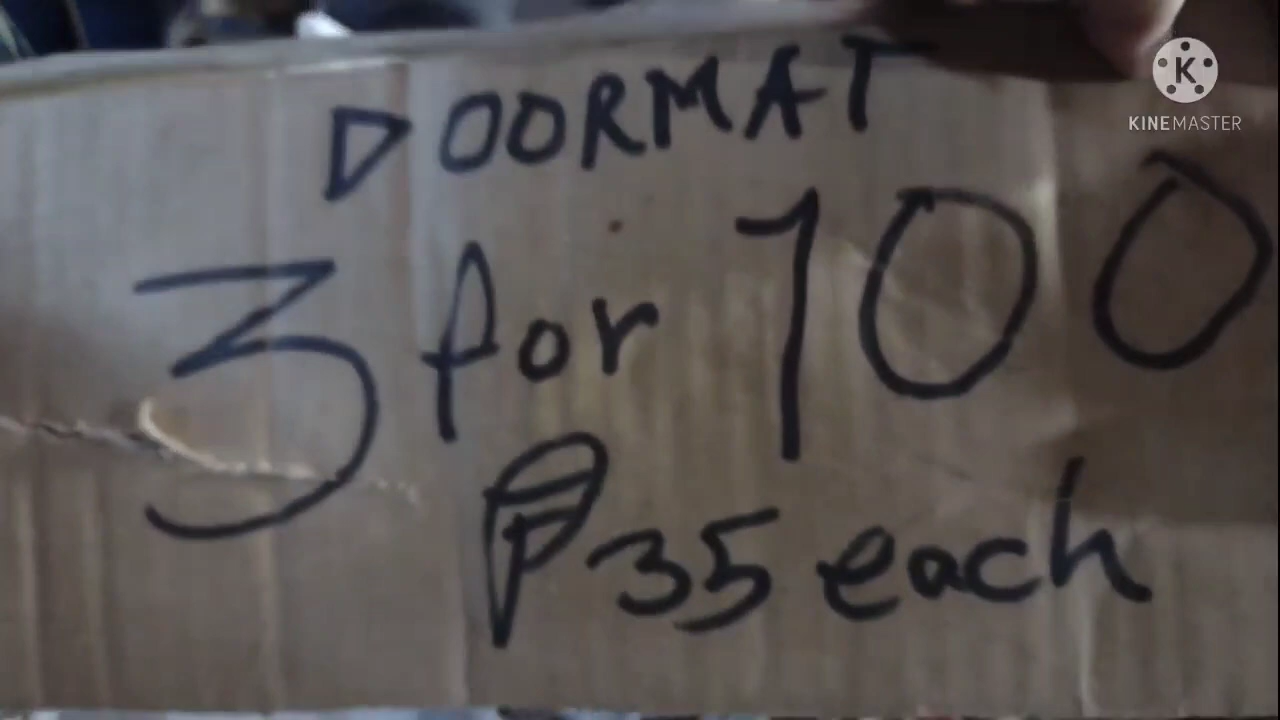 DOORMAT
3 for 100
₱35 each
K
KINEMASTER